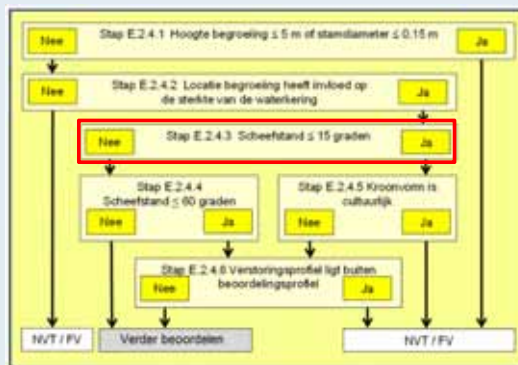 Stap E.2.4.1 Hoogte begroeiing ≤ 5 m of stamdiameter ≤ 0,15 m
Nee
Ja
Stap E.2.4.2 Locatie begroeiing heeft invloed op
de sterkte van de waterkering
Nee
Ja
Stap E.2.4.3 Scheefstand ≤ 15 graden
Nee
Ja
Stap E.2.4.4
Scheefstand ≤ 60 graden
Nee
Ja
Stap E.2.4.5 Kroonvorm is
cultuurlijk
Nee
Ja
Stap E.2.4.6 Verstoringsprofiel ligt buiten
beoordelingsprofiel
Nee
Ja
NVT / FV
Verder beoordelen
NVT / FV